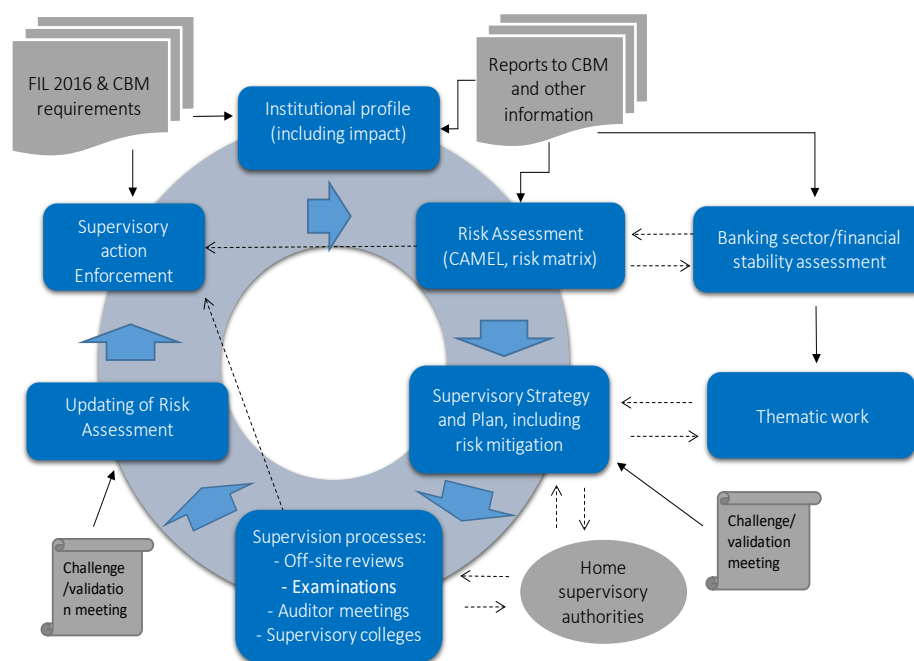 FIL 2016 & CBM
requirements
Institutional profile
(including impact)
Reports to CBM
and other
information
Supervisory
action
Enforcement
Risk Assessment
(CAMEL, risk matrix)
Banking sector/financial
stability assessment
Updating of Risk
Assessment
Supervisory Strategy
and Plan, including
risk mitigation
Thematic work
Challenge
/validatio
n meeting
Supervision processes:
- Off-site reviews
- Examinations
- Auditor meetings
- Supervisory colleges
Home
supervisory
authorities
Challenge/
validation
meeting